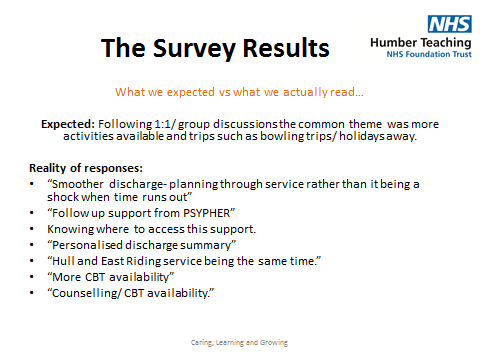 NHS
Humber Teaching
NHS Foundation Trust
The Survey Results
What we expected vs what we actually read...
Expected: Following 1:1/ group discussions the common theme was more
activities available and trips such as bowling trips/ holidays away.
Reality of responses:
• “Smoother discharge- planning through service rather than it being a
shock when time runs out”
• “Follow up support from PSYPHER”
• Knowing where to access this support.
• “Personalised discharge summary”
• “Hull and East Riding service being the same time.”
• “More CBT availability”
• “Counselling/ CBT availability.”
Caring, Learning and Growing